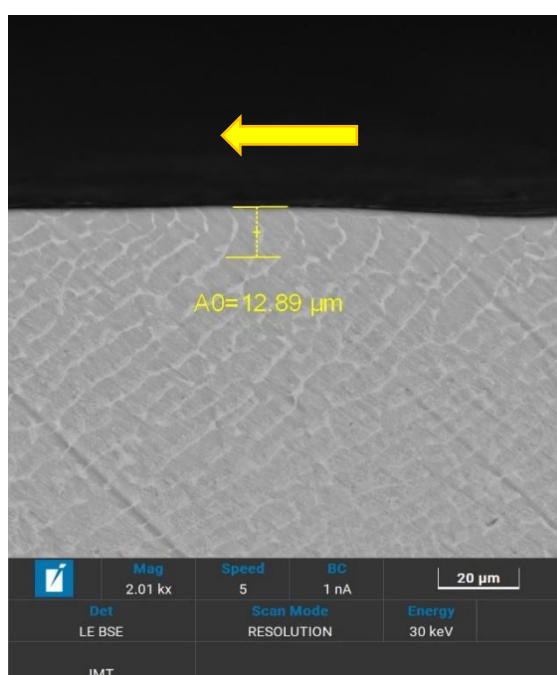 A0=12.89 µm
Mag
2.01 kx
Speed
5
BC
1 nA
20 µm
Det
LE BSE
Scan Mode
RESOLUTION
Energy
30 keV